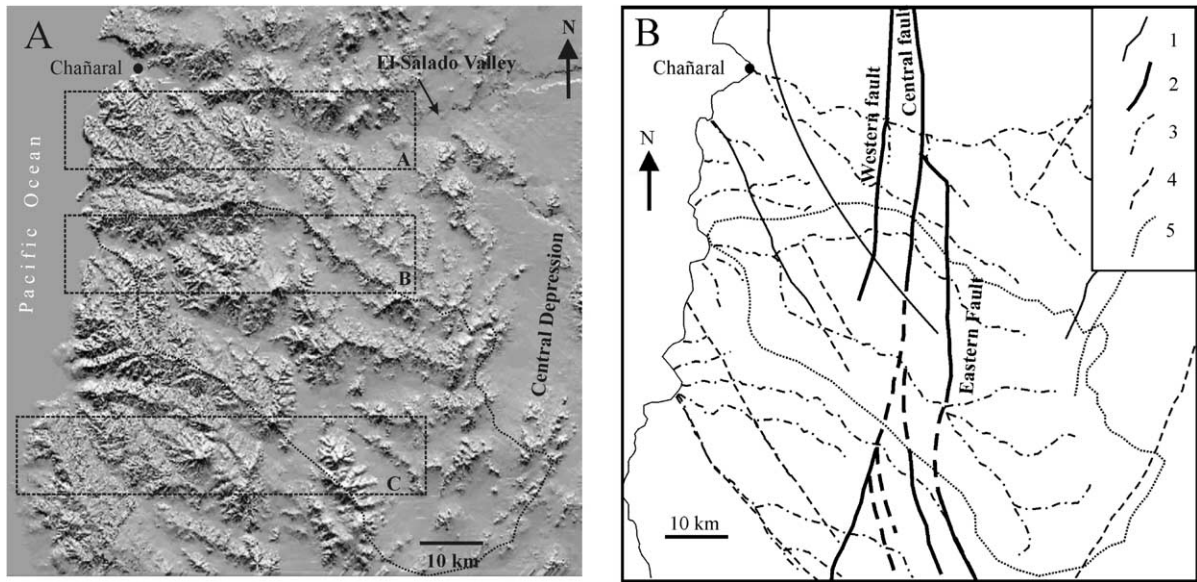 A
N
Chañaral
El Salado Valley
A
Pacific Ocean
B
Central Depression
C
10 km
B
Chañaral
N
Western fault
Central fault
Eastern Fault
10 km
1
2
3
4
5